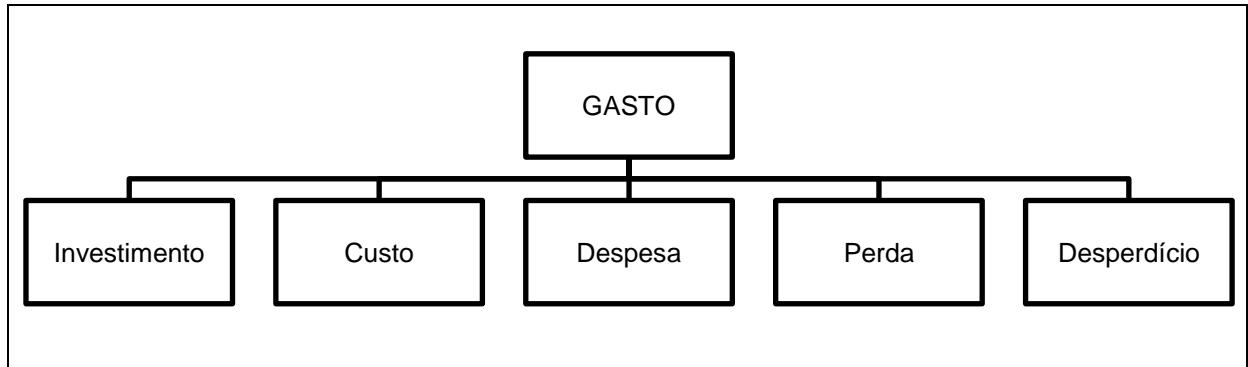 GASTO
Investimento
Custo
Despesa
Perda
Desperdício